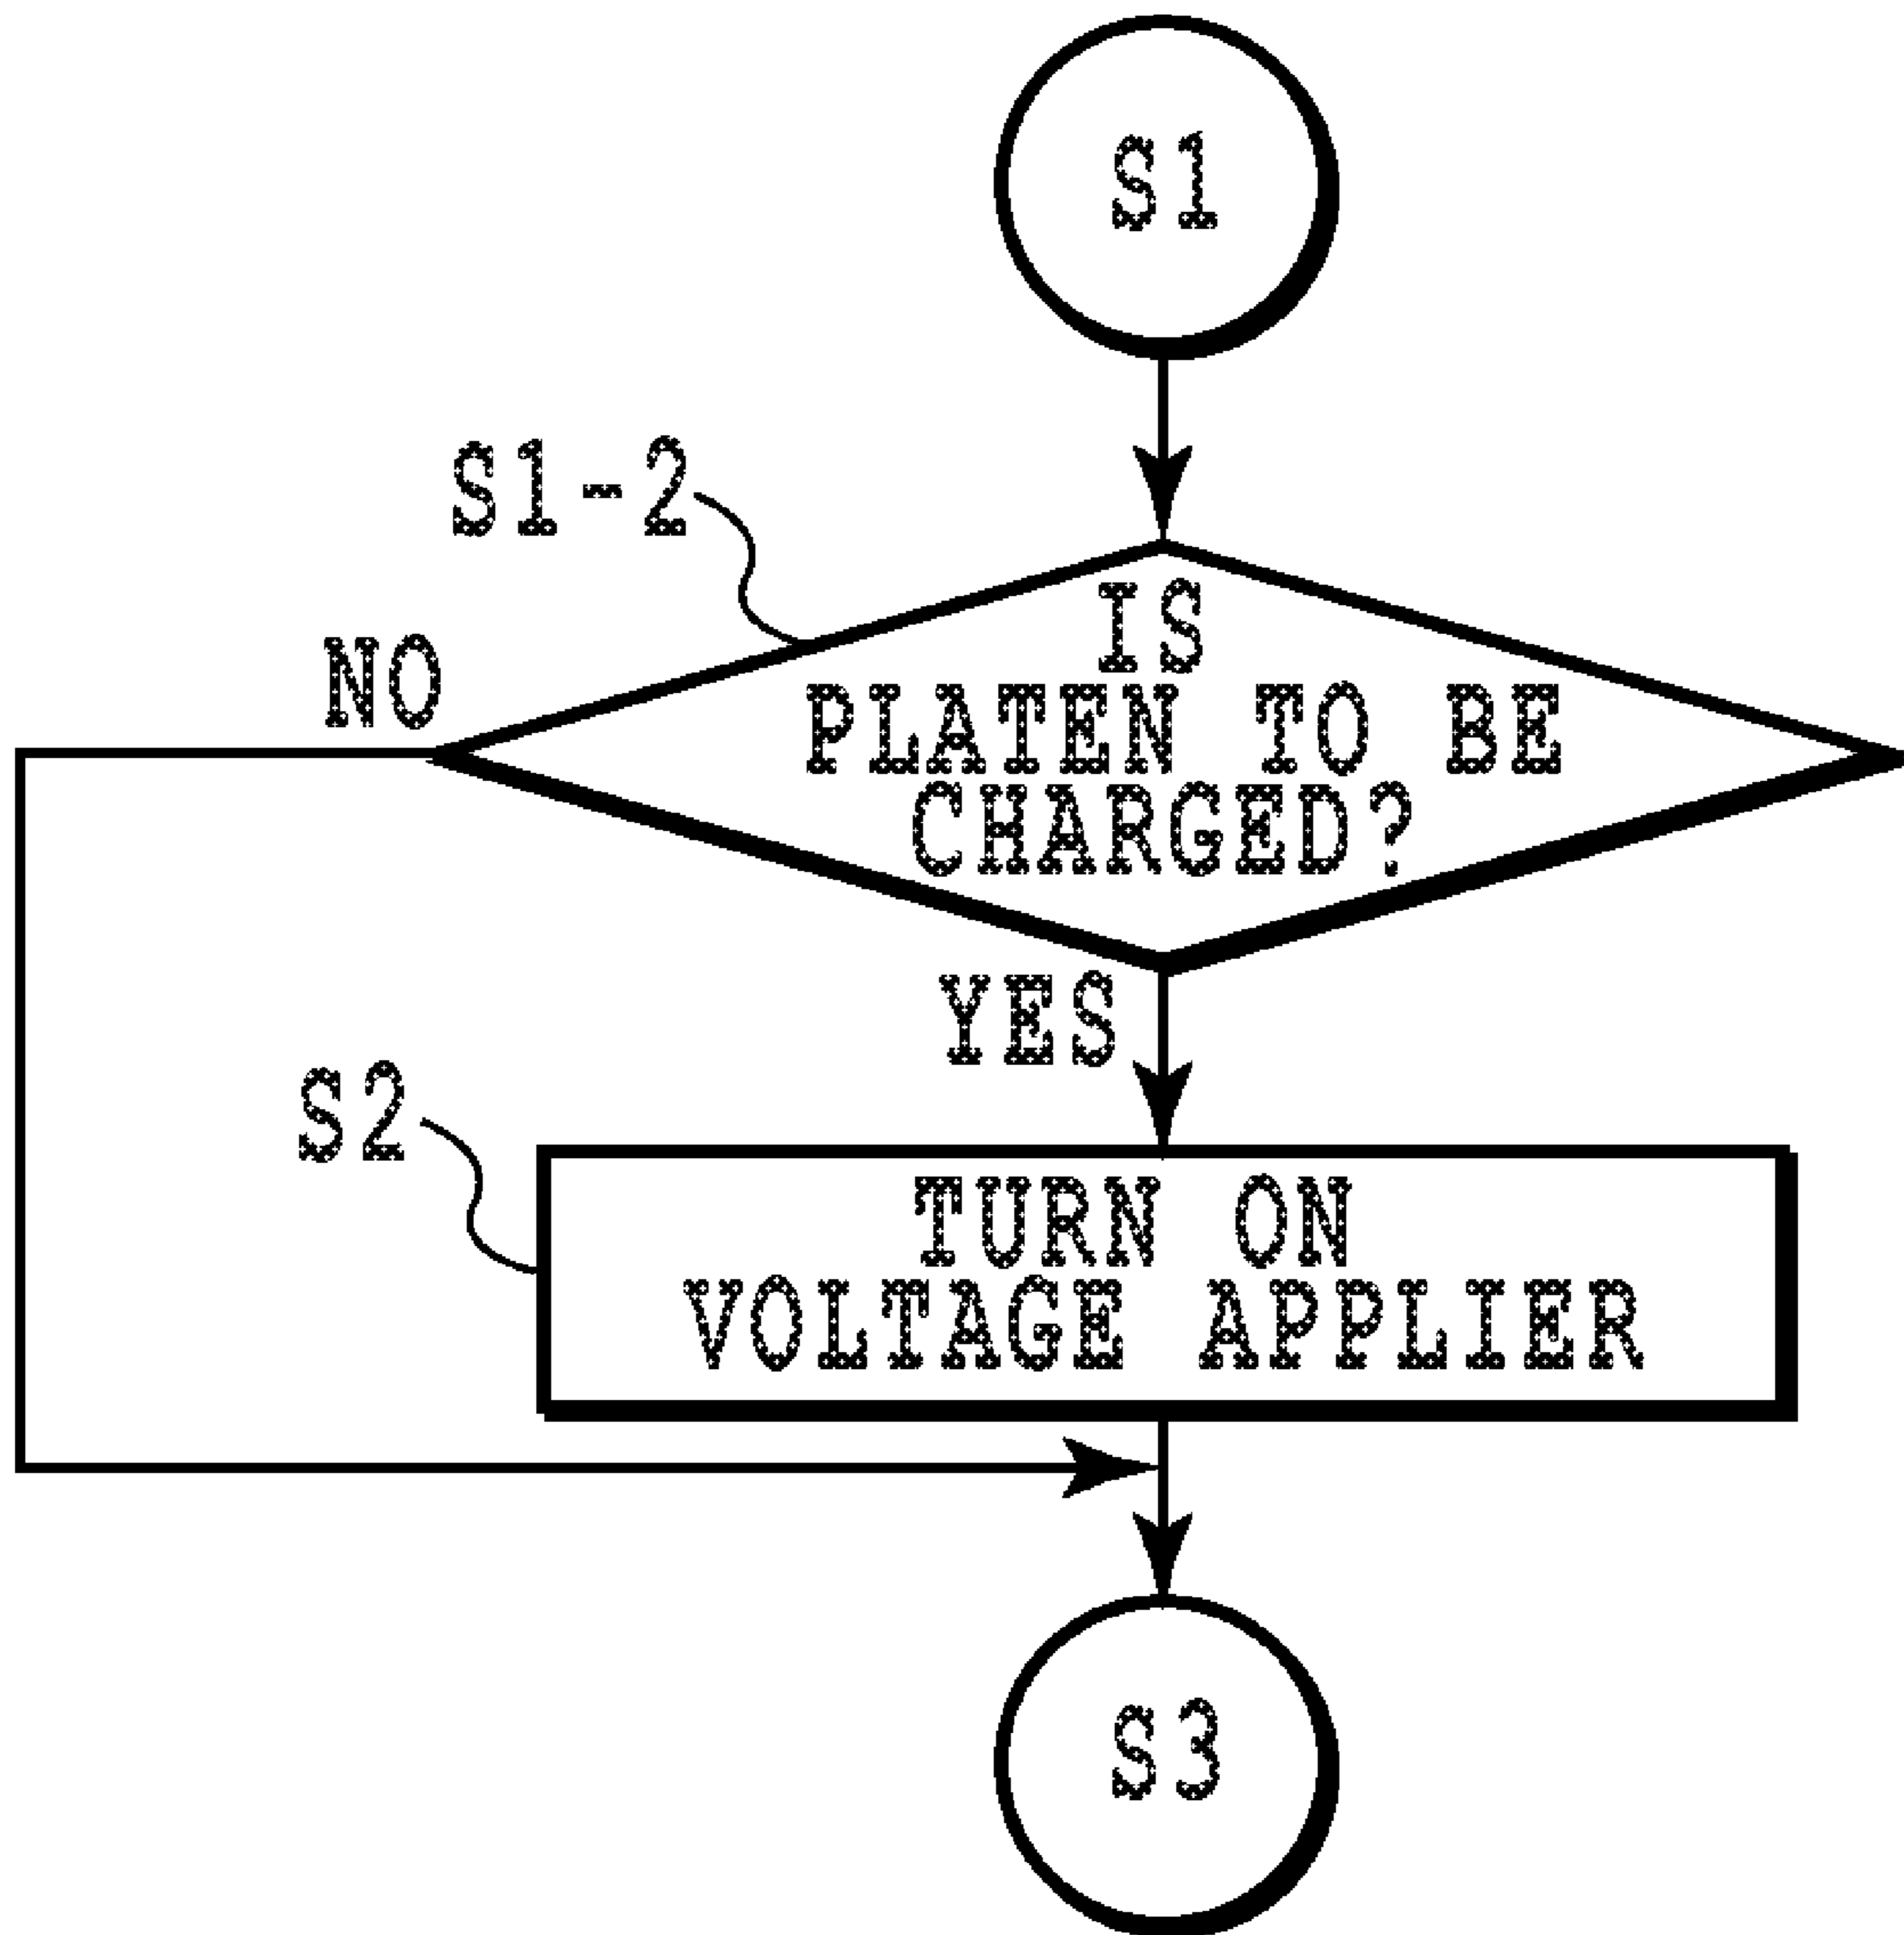 S1
S1-2
IS
PLATEN TO BE
CHARGED?
NO
YES
S2
TURN ON
VOLTAGE APPLIER
S3